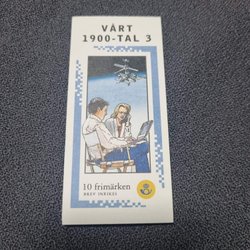 VÅRT
1900-TAL 3
10 frimärken
BREV INRIKES